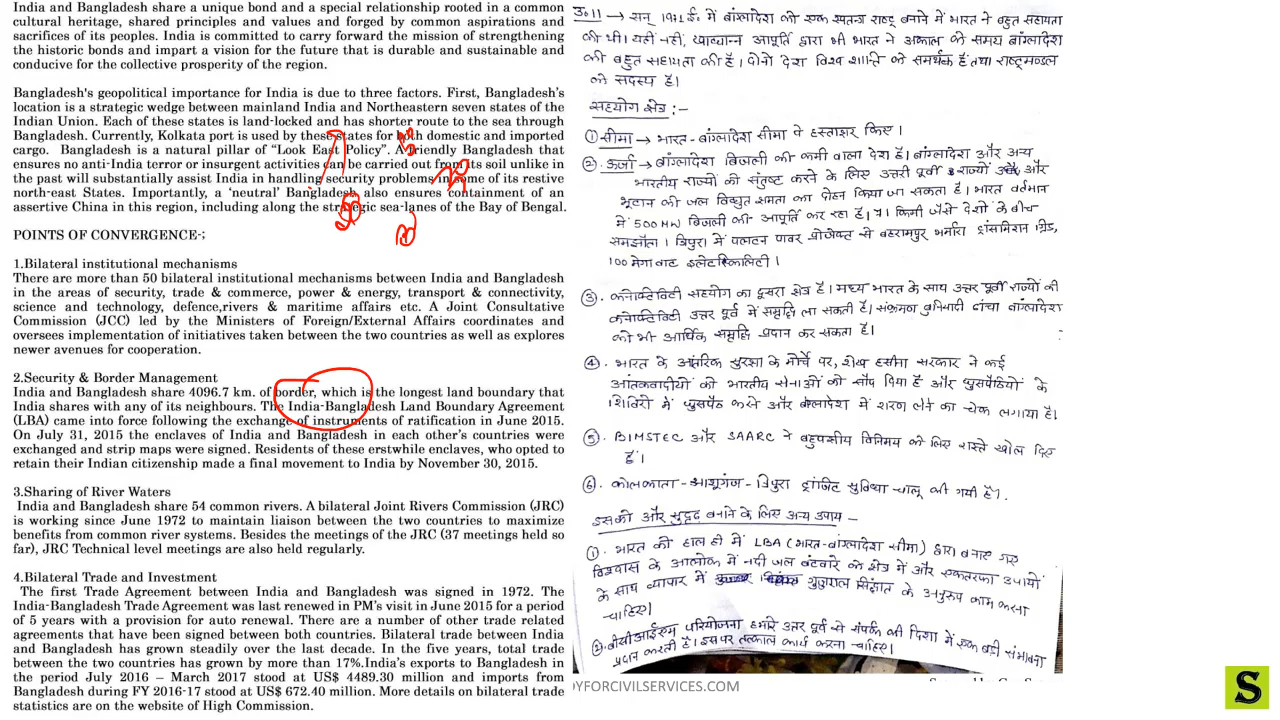 India and Bangladesh share a unique bond and a special relationship rooted in a common
cultural heritage, shared principles and values and forged by common aspirations and
sacrifices of its peoples. India is committed to carry forward the mission of strengthening
the historic bonds and impart a vision for the future that is durable and sustainable and
conducive for the collective prosperity of the region.
Bangladesh's geopolitical importance for India is due to three factors. First, Bangladesh's
location is a strategic wedge between mainland India and Northeastern seven states of the
Indian Union. Each of these states is land-locked and has shorter route to the sea through
Bangladesh. Currently, Kolkata port is used by these states for both domestic and imported
cargo. Bangladesh is a natural pillar of "Look East Policy". A friendly Bangladesh that
ensures no anti-India terror or insurgent activities can be carried out from its soil unlike in
the past will substantially assist India in handling security problems in some of its restive
north-east States. Importantly, a 'neutral' Bangladesh also ensures containment of an
assertive China in this region, including along the strategic sea-lanes of the Bay of Bengal.
POINTS OF CONVERGENCE-;
1.Bilateral institutional mechanisms
There are more than 50 bilateral institutional mechanisms between India and Bangladesh
in the areas of security, trade & commerce, power & energy, transport & connectivity,
science and technology, defence,rivers & maritime affairs etc. A Joint Consultative
Commission (JCC) led by the Ministers of Foreign/External Affairs coordinates and
oversees implementation of initiatives taken between the two countries as well as explores
newer avenues for cooperation.
2.Security & Border Management
India and Bangladesh share 4096.7 km. of border, which is the longest land boundary that
India shares with any of its neighbours. The India-Bangladesh Land Boundary Agreement
(LBA) came into force following the exchange of instruments of ratification in June 2015.
On July 31, 2015 the enclaves of India and Bangladesh in each other's countries were
exchanged and strip maps were signed. Residents of these erstwhile enclaves, who opted to
retain their Indian citizenship made a final movement to India by November 30, 2015.
3.Sharing of River Waters
India and Bangladesh share 54 common rivers. A bilateral Joint Rivers Commission (JRC)
is working since June 1972 to maintain liaison between the two countries to maximize
benefits from common river systems. Besides the meetings of the JRC (37 meetings held so
far), JRC Technical level meetings are also held regularly.
4.Bilateral Trade and Investment
The first Trade Agreement between India and Bangladesh was signed in 1972. The
India-Bangladesh Trade Agreement was last renewed in PM's visit in June 2015 for a period
of 5 years with a provision for auto renewal. There are a number of other trade related
agreements that have been signed between both countries. Bilateral trade between India
and Bangladesh has grown steadily over the last decade. In the five years, total trade
between the two countries has grown by more than 17%.India's exports to Bangladesh in
the period July 2016 – March 2017 stood at US$ 4489.30 million and imports from
Bangladesh during FY 2016-17 stood at US$ 672.40 million. More details on bilateral trade
statistics are on the website of High Commission.
उ०11 → सन् 1971 ई० में बांग्लादेश को एक स्वतन्त्र राष्ट्र बनाने में भारत ने बहुत सहायता
की थी। यहीं नहीं, खाद्यान्न आपूर्ति द्वारा भी भारत ने अकाल के समय बांग्लादेश
की बहुत सहायता की है। दोनो देश विश्व शान्ति के समर्थक हैं तथा राष्ट्रमण्डल
के सदस्य हैं।
सहयोग क्षेत्र :-
① सीमा → भारत-बांग्लादेश सीमा पे हस्ताक्षर किए।
② ऊर्जा → बांग्लादेश बिजली की कमी वाला देश है। बांग्लादेश और अन्य
भारतीय राज्यों को संतुष्ट करने के लिए उत्तरी पूर्वी राज्यों और
भूटान की जल विद्युत क्षमता का दोहन किया जा सकता है। भारत वर्तमान
में 500 MW बिजली की आपूर्ति कर रहा है। जैसे देशों के बीच
समझौता। त्रिपुरा में पलटन पावर प्रोजेक्ट से बहरामपुर ट्रांसमिशन ग्रिड,
100 मेगा वाट
③ कनेक्टिविटी सहयोग का दूसरा क्षेत्र है। मध्य भारत के साथ उत्तर पूर्वी राज्यों की
कनेक्टिविटी उत्तर पूर्व में समृद्धि ला सकती है। बुनियादी ढांचा बांग्लादेश
को भी आर्थिक समृद्धि प्रदान कर सकता है।
④. भारत के आंतरिक सुरक्षा के मोर्चे पर, शेख हसीना सरकार ने कई
आतंकवादीयों को भारतीय सेनाओं को सौंप दिया है और घुसपैठियों के
शिविरों में घुसपैठ करने और बांग्लादेश में शरण लेने का चेक लगाया है।
⑤. BIMSTEC और SAARC ने बहुपक्षीय विनिमय के लिए रास्ते खोल दिए
हैं।
⑥. कोलकाता-आशूगंज-त्रिपुरा ट्रांजिट सुविधा चालू की गयी है।
इसको और सुदृढ़ बनाने के लिए अन्य उपाय –
①. भारत को हाल ही में LBA (भारत-बांग्लादेश सीमा) द्वारा बनाए गए
विश्वास के आलोक में नदी जल बंटवारे के क्षेत्र में और एकतरफा उपायों
के साथ व्यापार में गुजराल सिद्धांत के अनुरूप काम करना
चाहिए।
②. बीसीआईएम परियोजना हमारे उत्तर पूर्व से संपर्क की दिशा में एक बड़ी संभावना
प्रदान करती है। इस पर तत्काल कार्य करना चाहिए।
DYFORCIVILSERVICES.COM
S